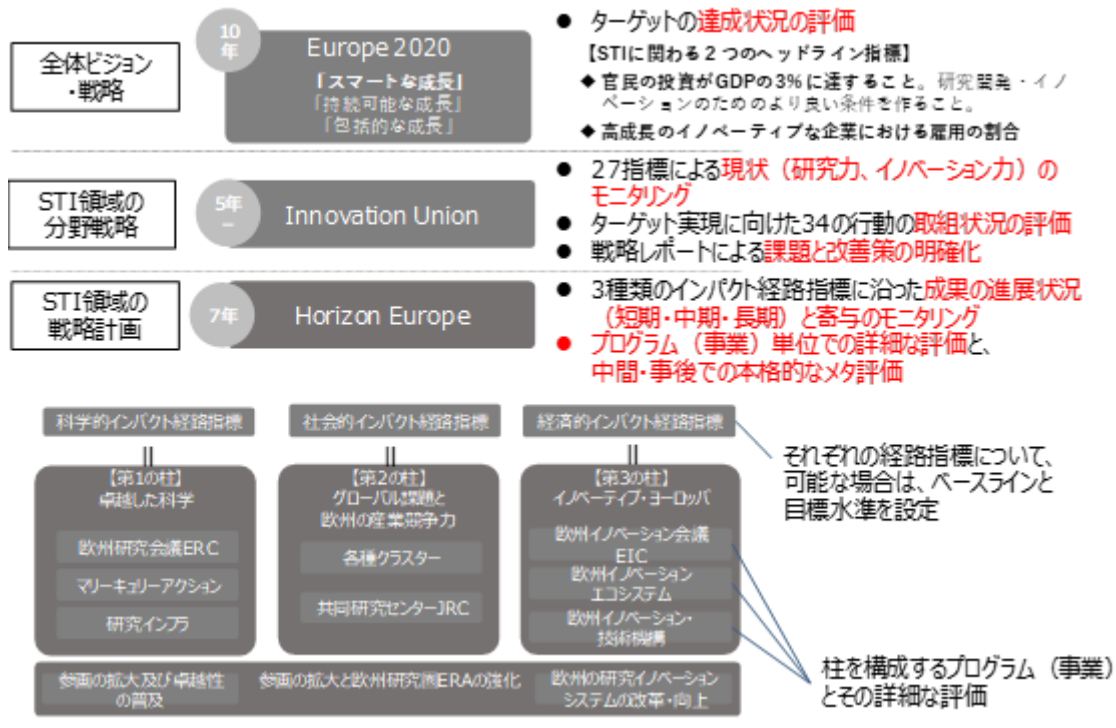 全体ビジョン
・戦略
10
年
Europe 2020
「スマートな成長」
「持続可能な成長」
「包括的な成長」
● ターゲットの達成状況の評価
【STIに関わる２つのヘッドライン指標】
◆ 官民の投資がGDPの3%に達すること。研究開発・イノ
ベーションのためのより良い条件を作ること。
◆ 高成長のイノベーティブな企業における雇用の割合
STI領域の
分野戦略
5年
－
Innovation Union
● 27指標による現状（研究力、イノベーション力）の
モニタリング
● ターゲット実現に向けた34の行動の取組状況の評価
● 戦略レポートによる課題と改善策の明確化
STI領域の
戦略計画
7年
Horizon Europe
● 3種類のインパクト経路指標に沿った成果の進展状況
（短期・中期・長期）と寄与のモニタリング
● プログラム（事業）単位での詳細な評価と、
中間・事後での本格的なメタ評価
科学的インパクト経路指標
社会的インパクト経路指標
経済的インパクト経路指標
それぞれの経路指標について、
可能な場合は、ベースラインと
目標水準を設定
【第1の柱】
卓越した科学
欧州研究会議ERC
マリーキュリーアクション
研究インフラ
【第2の柱】
グローバル課題と
欧州の産業競争力
各種クラスター
共同研究センターJRC
【第3の柱】
イノベーティブ・ヨーロッパ
欧州イノベーション会議
EIC
欧州イノベーション
エコシステム
欧州イノベーション・
技術機構
参画の拡大及び卓越性
の普及
参画の拡大と欧州研究圏ERAの強化
欧州の研究イノベーション
システムの改革・向上
柱を構成するプログラム（事業）
とその詳細な評価